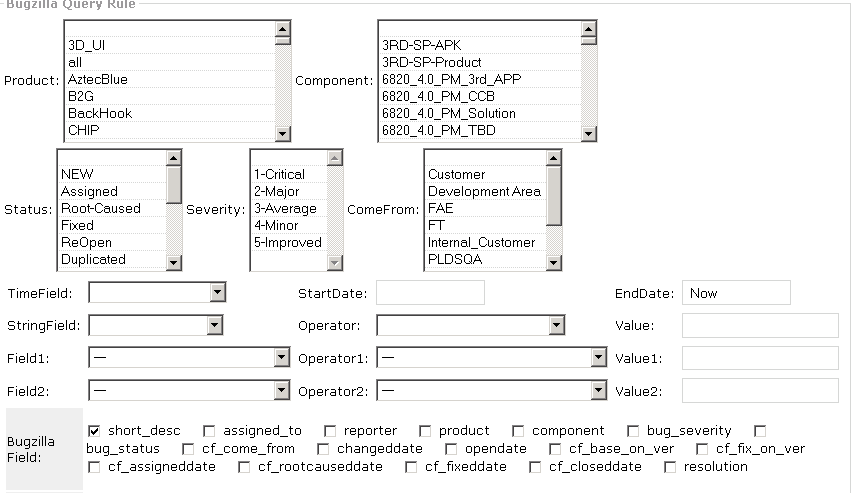 Bugzilla Query Rule
Product:
3D_UI
all
AztecBlue
B2G
BackHook
CHIP
Component:
3RD-SP-APK
3RD-SP-Product
6820_4.0_PM_3rd_APP
6820_4.0_PM_CCB
6820_4.0_PM_Solution
6820_4.0_PM_TBD
Status:
NEW
Assigned
Root-Caused
Fixed
ReOpen
Duplicated
Severity:
1-Critical
2-Major
3-Average
4-Minor
5-Improved
ComeFrom:
Customer
Development Area
FAE
FT
Internal_Customer
PLDSQA
TimeField: StartDate: EndDate: Now
StringField: Operator: Value:
Field1: --- Operator1: --- Value1:
Field2: --- Operator2: --- Value2:
Bugzilla
Field:
short_desc assigned_to reporter product component bug_severity
bug_status cf_come_from changeddate opendate cf_base_on_ver cf_fix_on_ver
cf_assigneddate cf_rootcauseddate cf_fixeddate cf_closeddate resolution